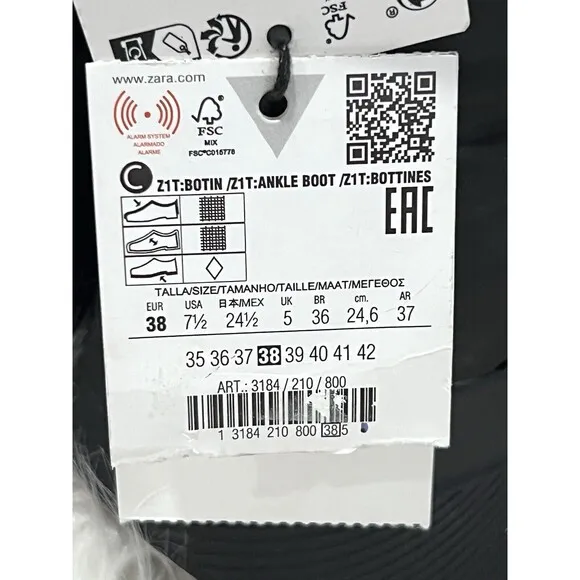 FSC
®
www.zara.com
ALARM SYSTEM
ALARMADO
ALARME
FSC
MIX
FSC®C015778
C Z1T:BOTIN /Z1T:ANKLE BOOT /Z1T:BOTTINES
EAC
TALLA/SIZE/TAMANHO/TAILLE/MAAT/ΜΕΓΕΘΟΣ
EUR USA 日本/MEX UK BR cm. AR
38 7½ 24½ 5 36 24,6 37
35 36 37 38 39 40 41 42
ART.: 3184 / 210 / 800
1 3184 210 800 38 5